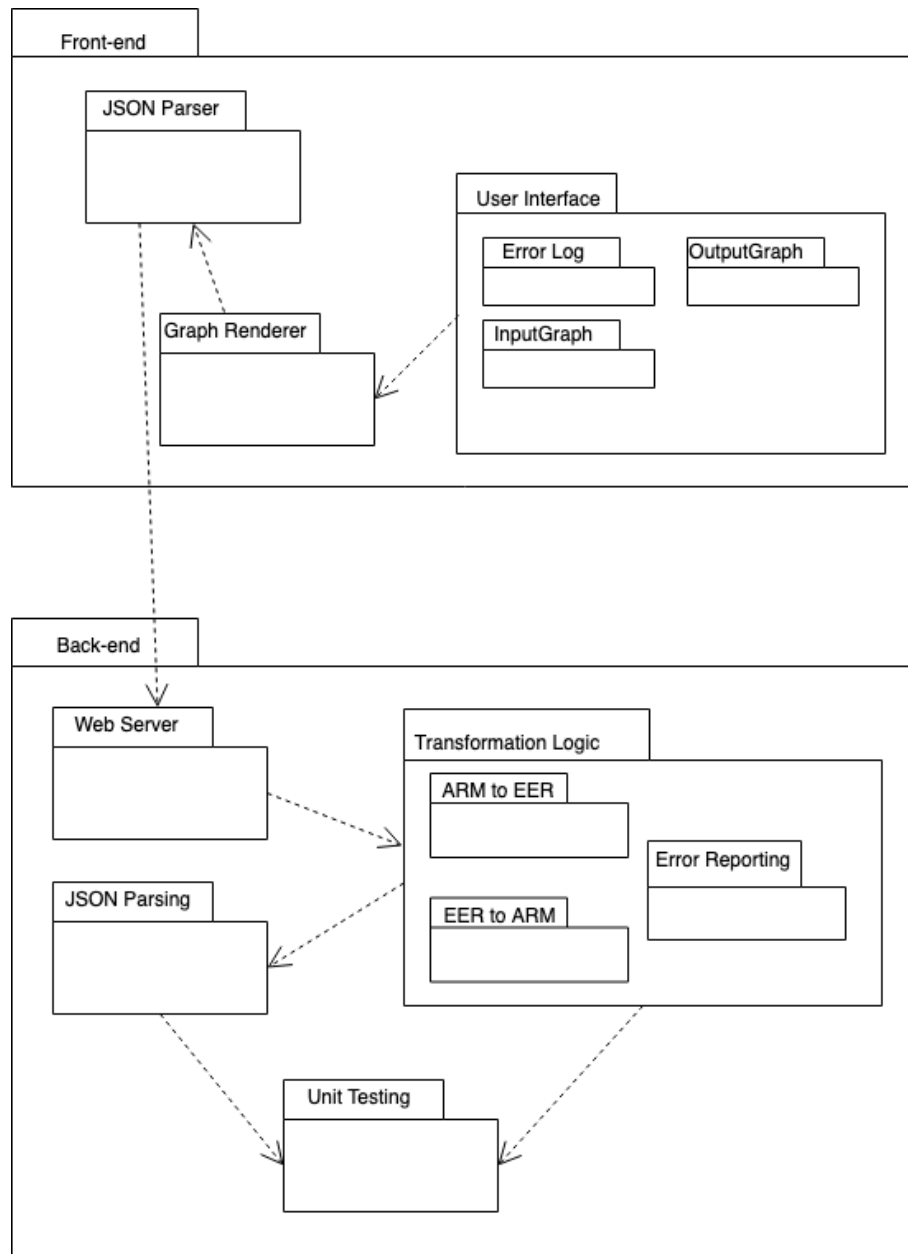 Front-end
JSON Parser
User Interface
Error Log
OutputGraph
Graph Renderer
InputGraph
Back-end
Web Server
Transformation Logic
ARM to EER
Error Reporting
JSON Parsing
EER to ARM
Unit Testing